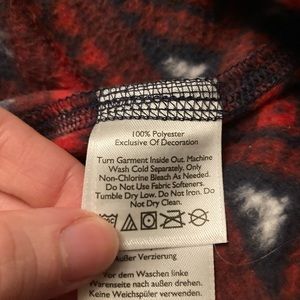 100% Polyester
Exclusive Of Decoration
Turn Garment Inside Out. Machine
Wash Cold Separately. Only
Non-Chlorine Bleach As Needed.
Do Not Use Fabric Softeners.
Tumble Dry Low. Do Not Iron. Do
Not Dry Clean.
Außer Verzierung
Vor dem Waschen linke
Warenseite nach außen drehen.
Keine Weichspüler verwenden.